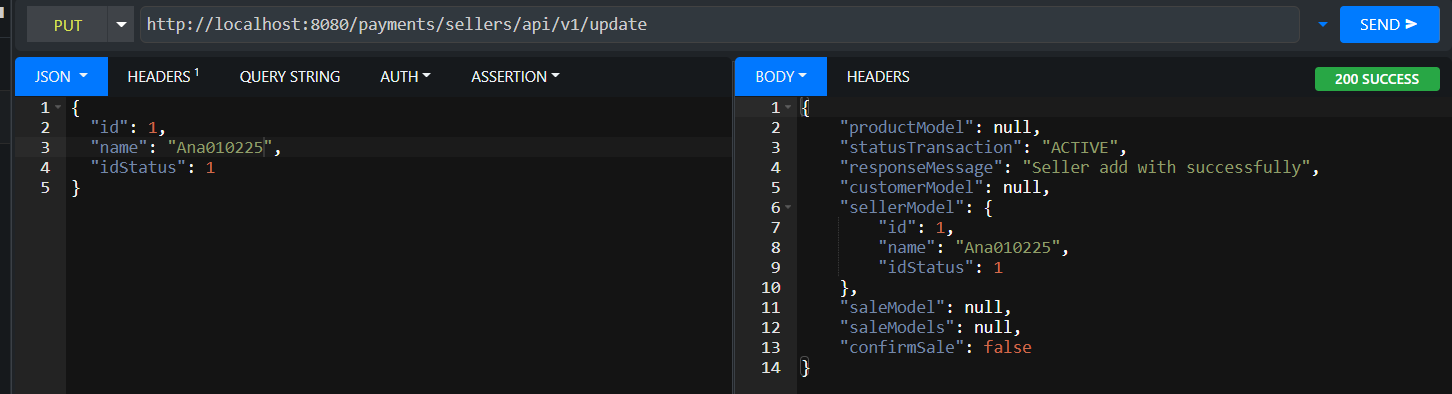 PUT http://localhost:8080/payments/sellers/api/v1/update SEND
JSON HEADERS 1 QUERY STRING AUTH ASSERTION
1 {
2 "id": 1,
3 "name": "Ana010225",
4 "idStatus": 1
5 }
BODY HEADERS 200 SUCCESS
1 {
2 "productModel": null,
3 "statusTransaction": "ACTIVE",
4 "responseMessage": "Seller add with successfully",
5 "customerModel": null,
6 "sellerModel": {
7 "id": 1,
8 "name": "Ana010225",
9 "idStatus": 1
10 },
11 "saleModel": null,
12 "saleModels": null,
13 "confirmSale": false
14 }